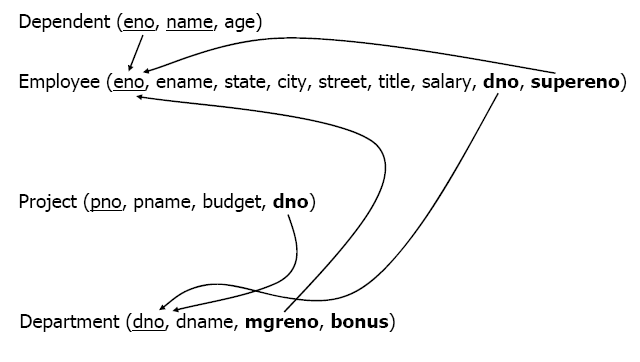 Dependent (eno, name, age)
Employee (eno, ename, state, city, street, title, salary, dno, supereno)
Project (pno, pname, budget, dno)
Department (dno, dname, mgreno, bonus)